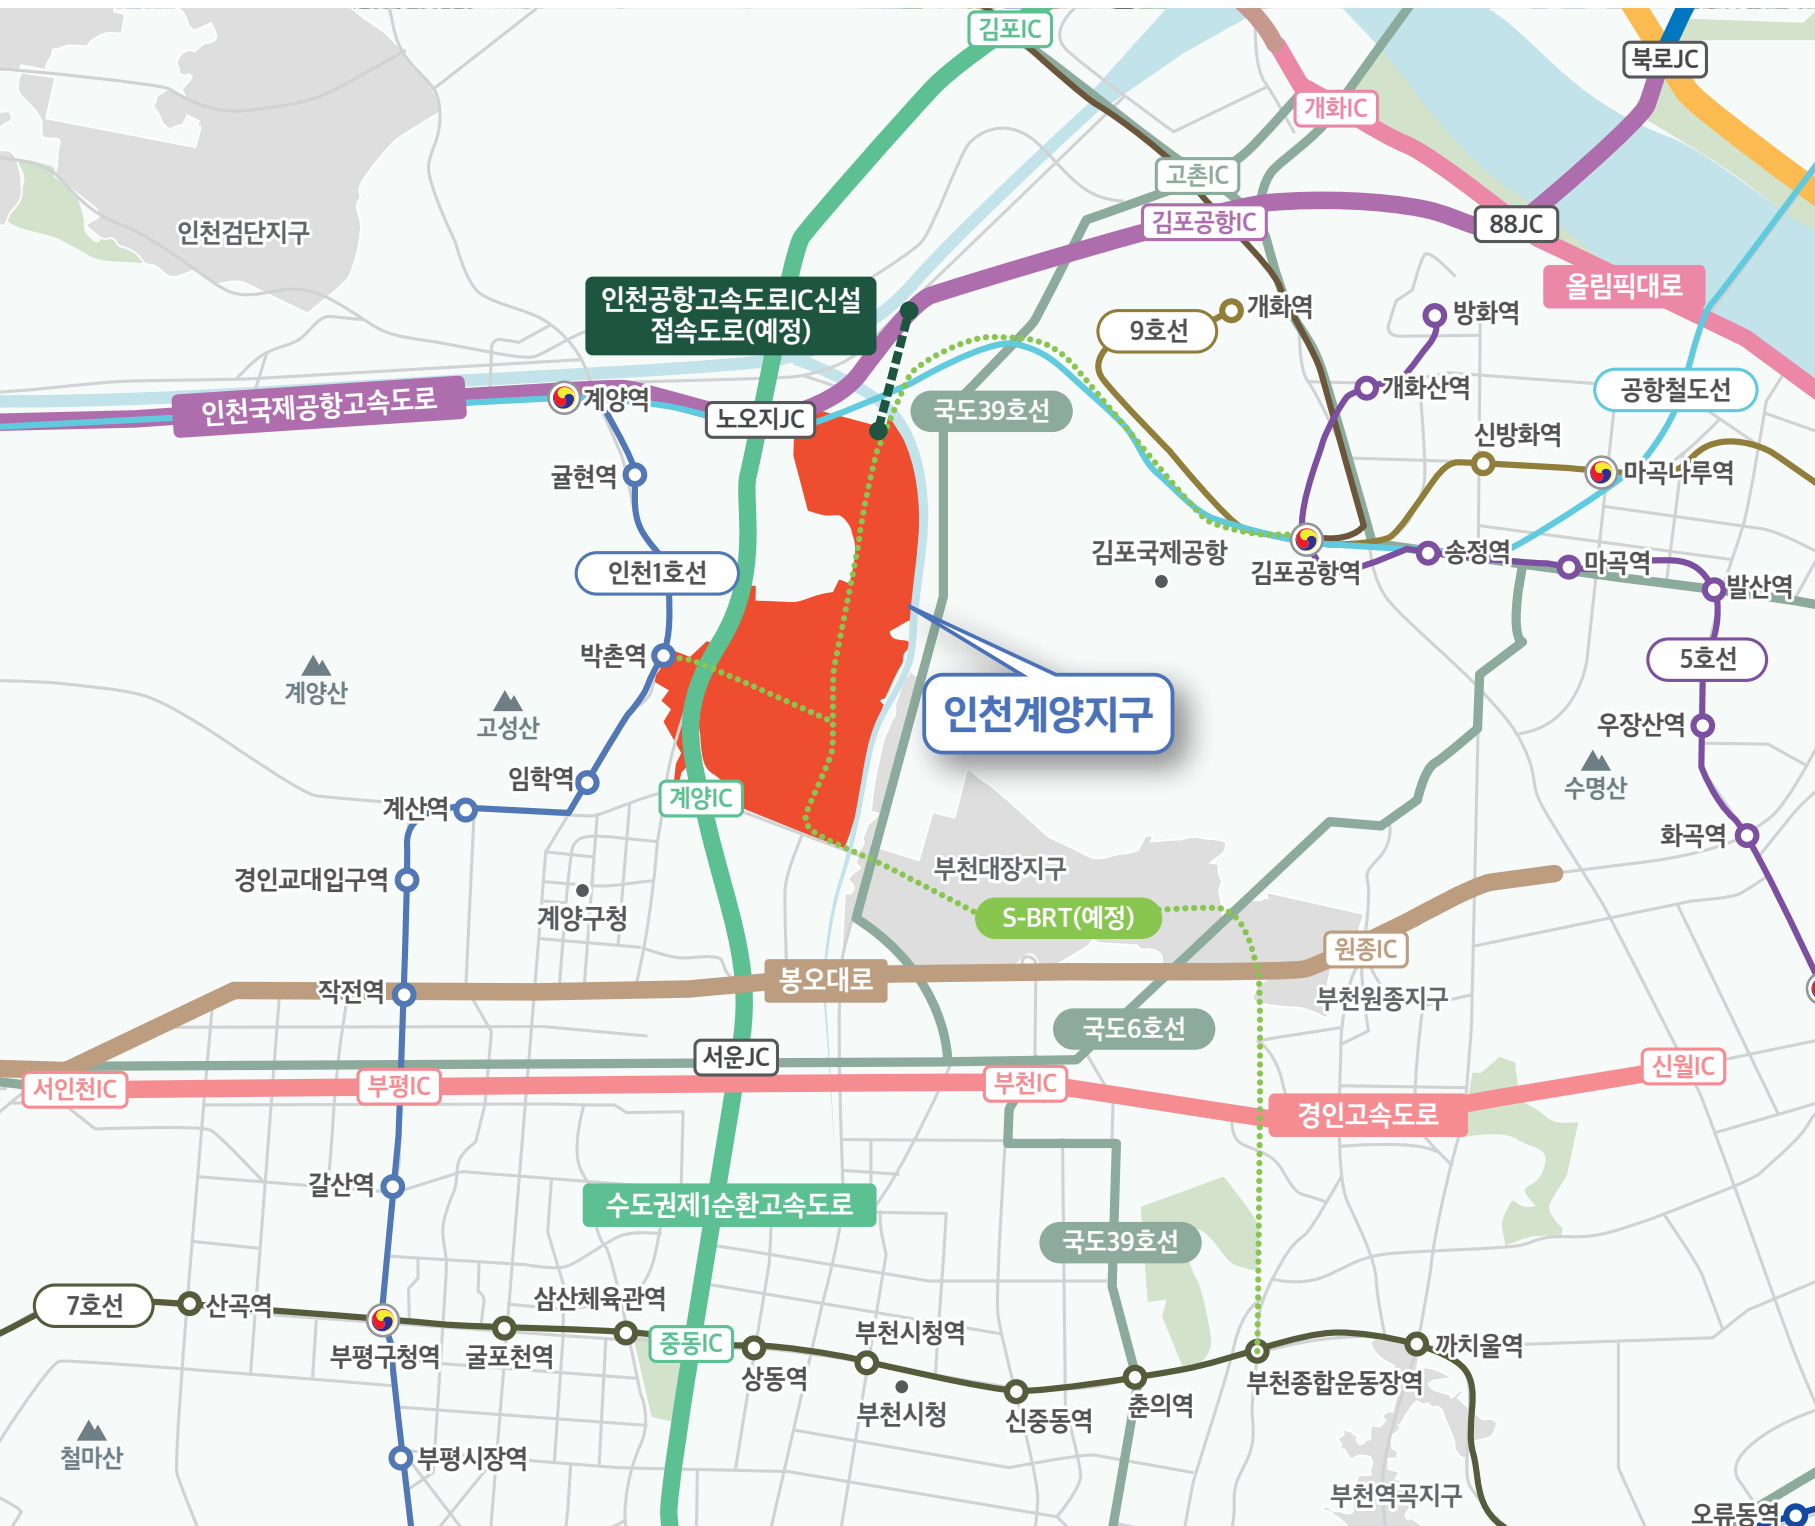 김포IC
북로JC
개화IC
고촌IC
김포공항IC
88JC
인천검단지구
올림픽대로
인천공항고속도로IC신설
접속도로(예정)
개화역
방화역
9호선
개화산역
공항철도선
인천국제공항고속도로
계양역
노오지JC
국도39호선
신방화역
마곡나루역
귤현역
인천1호선
김포국제공항
김포공항역
송정역
마곡역
발산역
박촌역
5호선
계양산
고성산
인천계양지구
우장산역
수명산
임학역
계산역
계양IC
화곡역
경인교대입구역
계양구청
부천대장지구
S-BRT(예정)
원종IC
작전역
봉오대로
부천원종지구
국도6호선
서운JC
서인천IC
부평IC
부천IC
신월IC
경인고속도로
갈산역
수도권제1순환고속도로
국도39호선
7호선
산곡역
삼산체육관역
부평구청역
굴포천역
중동IC
부천시청역
상동역
부천시청
신중동역
춘의역
부천종합운동장역
까치울역
철마산
부평시장역
부천역곡지구
오류동역